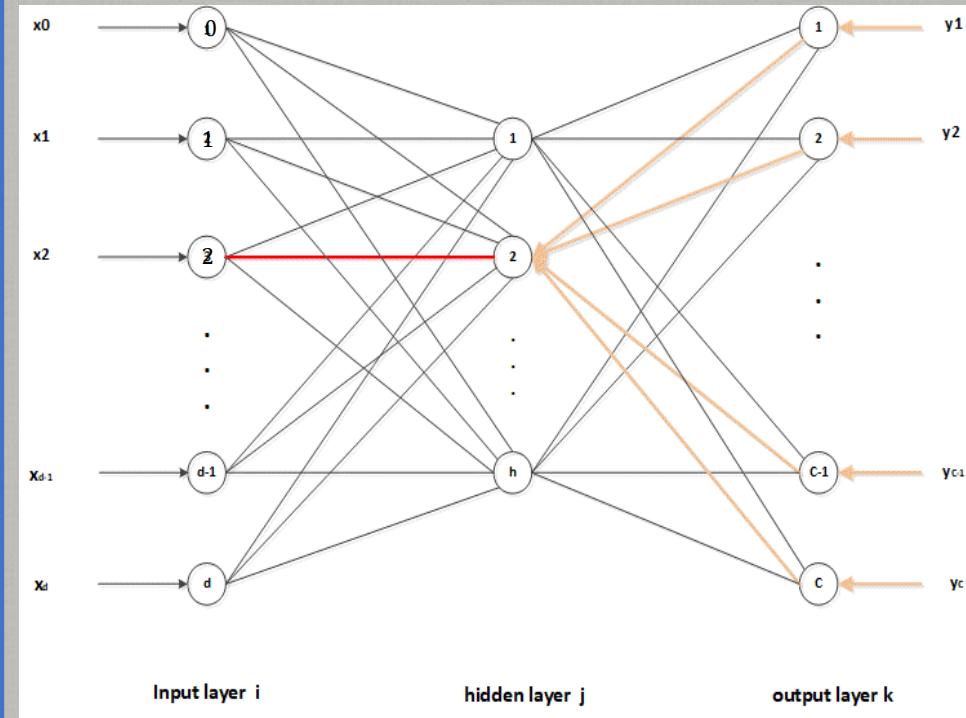 x0 0 1 y1
x1 1 1 2 y2
x2 2 2
Xd-1 d-1 h C-1 yC-1
Xd d C yC
Input layer i hidden layer j output layer k